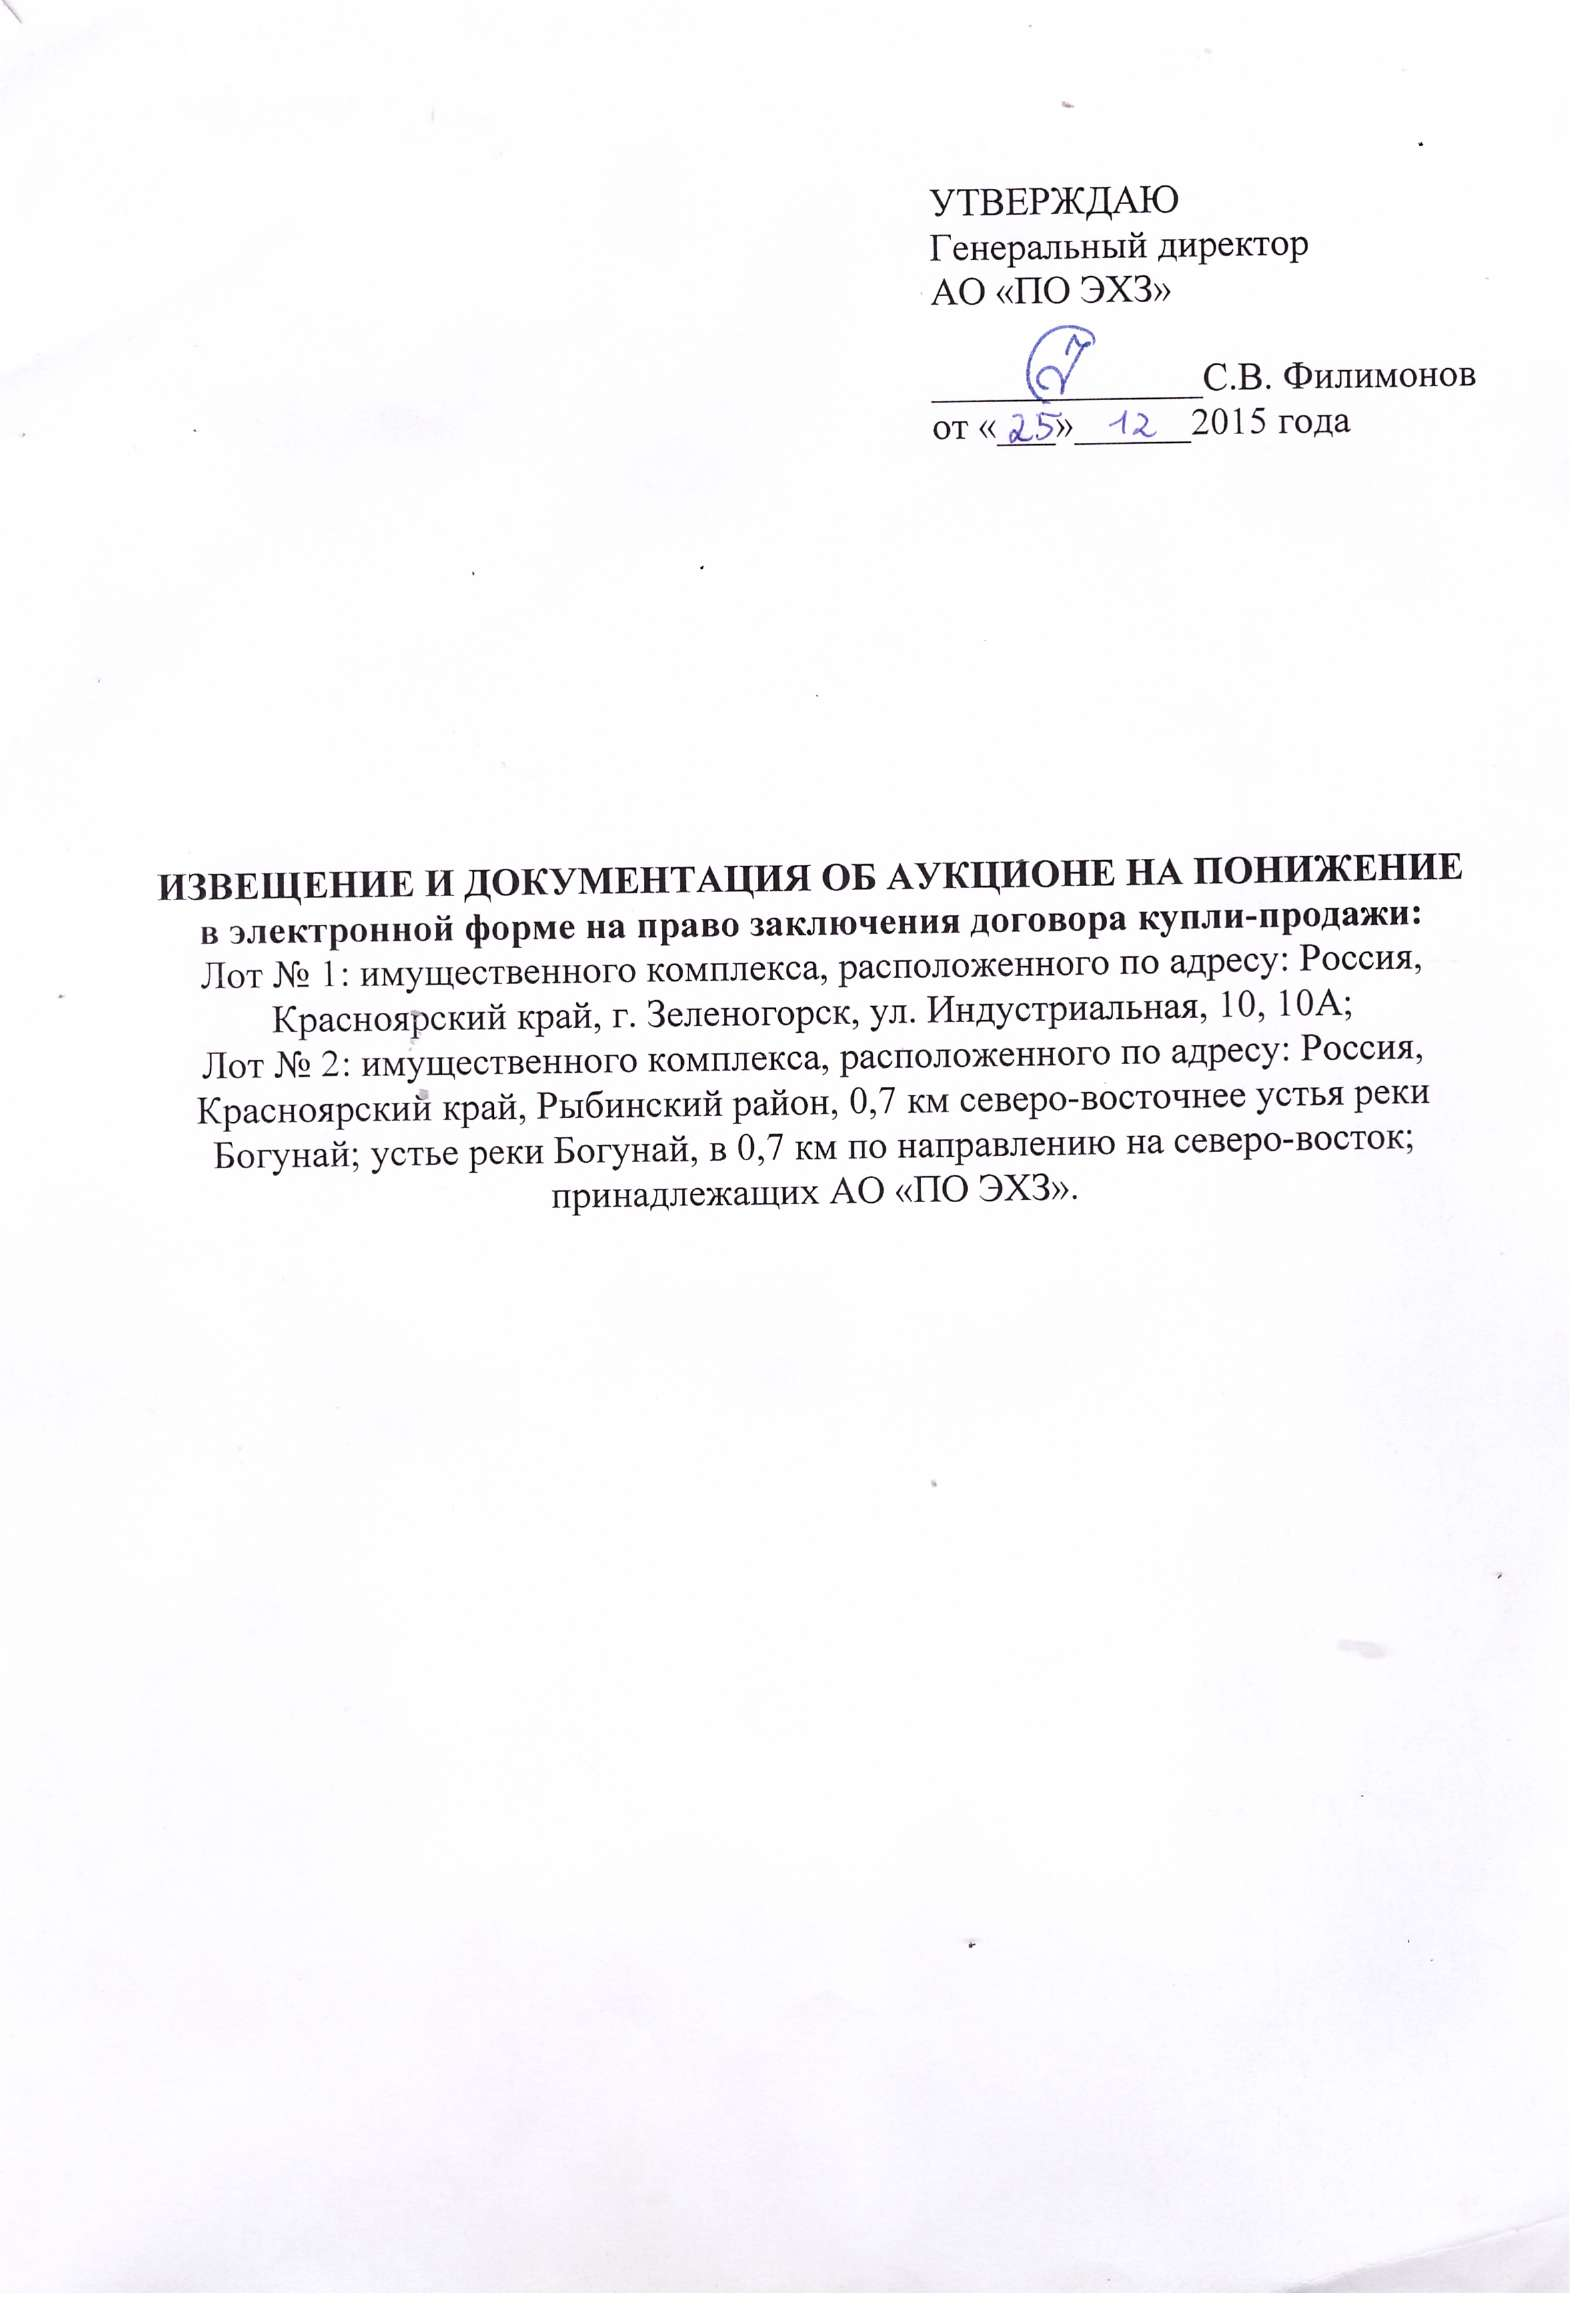 УТВЕРЖДАЮ
Генеральный директор
АО «ПО ЭХЗ»
С.В. Филимонов
от «25» 12 2015 года
ИЗВЕЩЕНИЕ И ДОКУМЕНТАЦИЯ ОБ АУКЦИОНЕ НА ПОНИЖЕНИЕ
в электронной форме на право заключения договора купли-продажи:
Лот № 1: имущественного комплекса, расположенного по адресу: Россия,
Красноярский край, г. Зеленогорск, ул. Индустриальная, 10, 10А;
Лот № 2: имущественного комплекса, расположенного по адресу: Россия,
Красноярский край, Рыбинский район, 0,7 км северо-восточнее устья реки
Богунай; устье реки Богунай, в 0,7 км по направлению на северо-восток;
принадлежащих АО «ПО ЭХЗ».